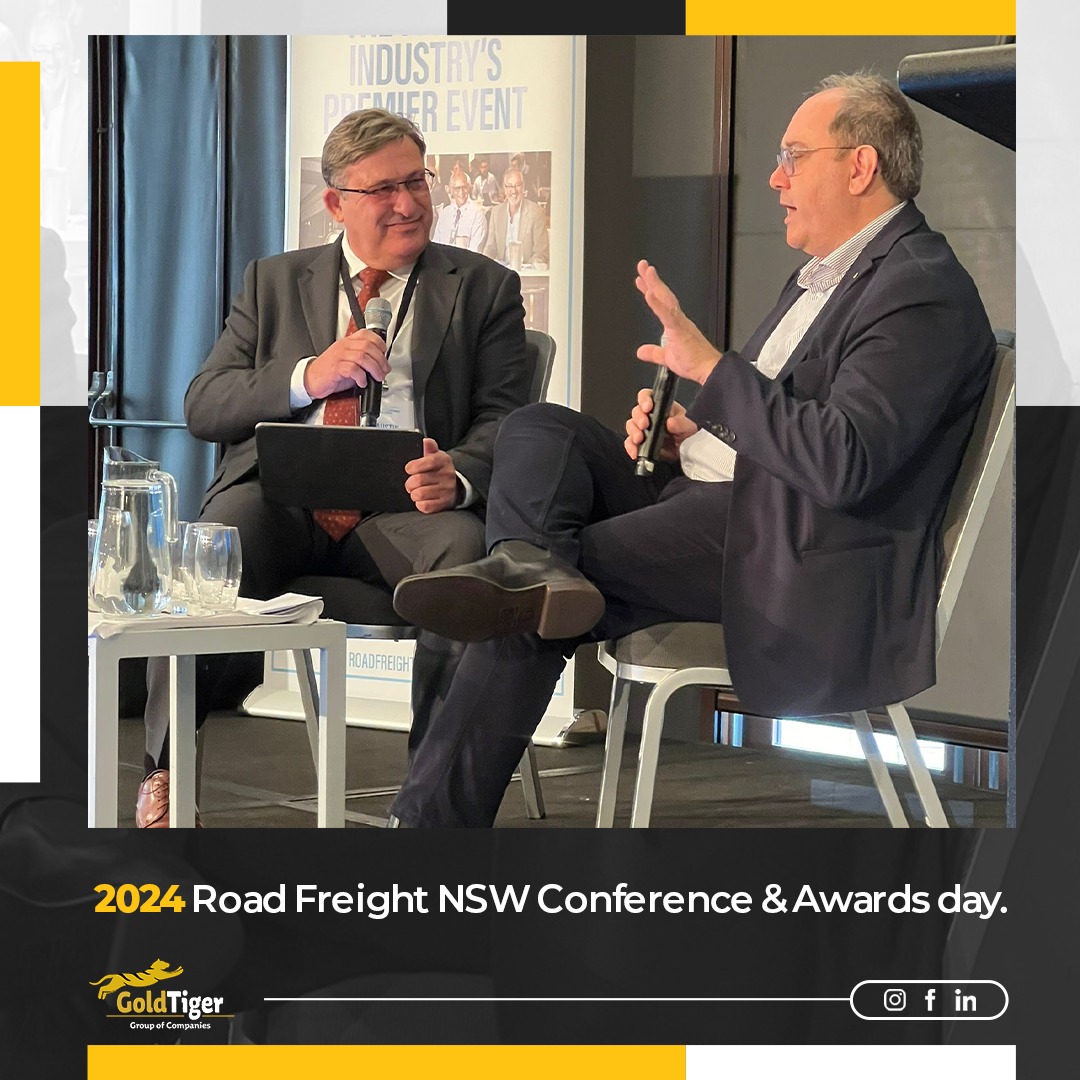 INDUSTRY'S
PREMIER EVENT
ROADFREIGHT
2024 Road Freight NSW Conference & Awards day.
GoldTiger
Group of Companies